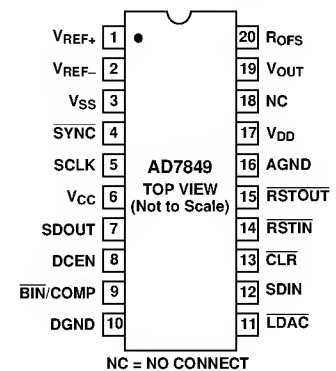 VREF+ 1 20 ROFS
VREF– 2 19 VOUT
VSS 3 18 NC
SYNC 4 17 VDD
SCLK 5 AD7849 16 AGND
VCC 6 TOP VIEW 15 RSTOUT
SDOUT 7 (Not to Scale) 14 RSTIN
DCEN 8 13 CLR
BIN/COMP 9 12 SDIN
DGND 10 11 LDAC
NC = NO CONNECT